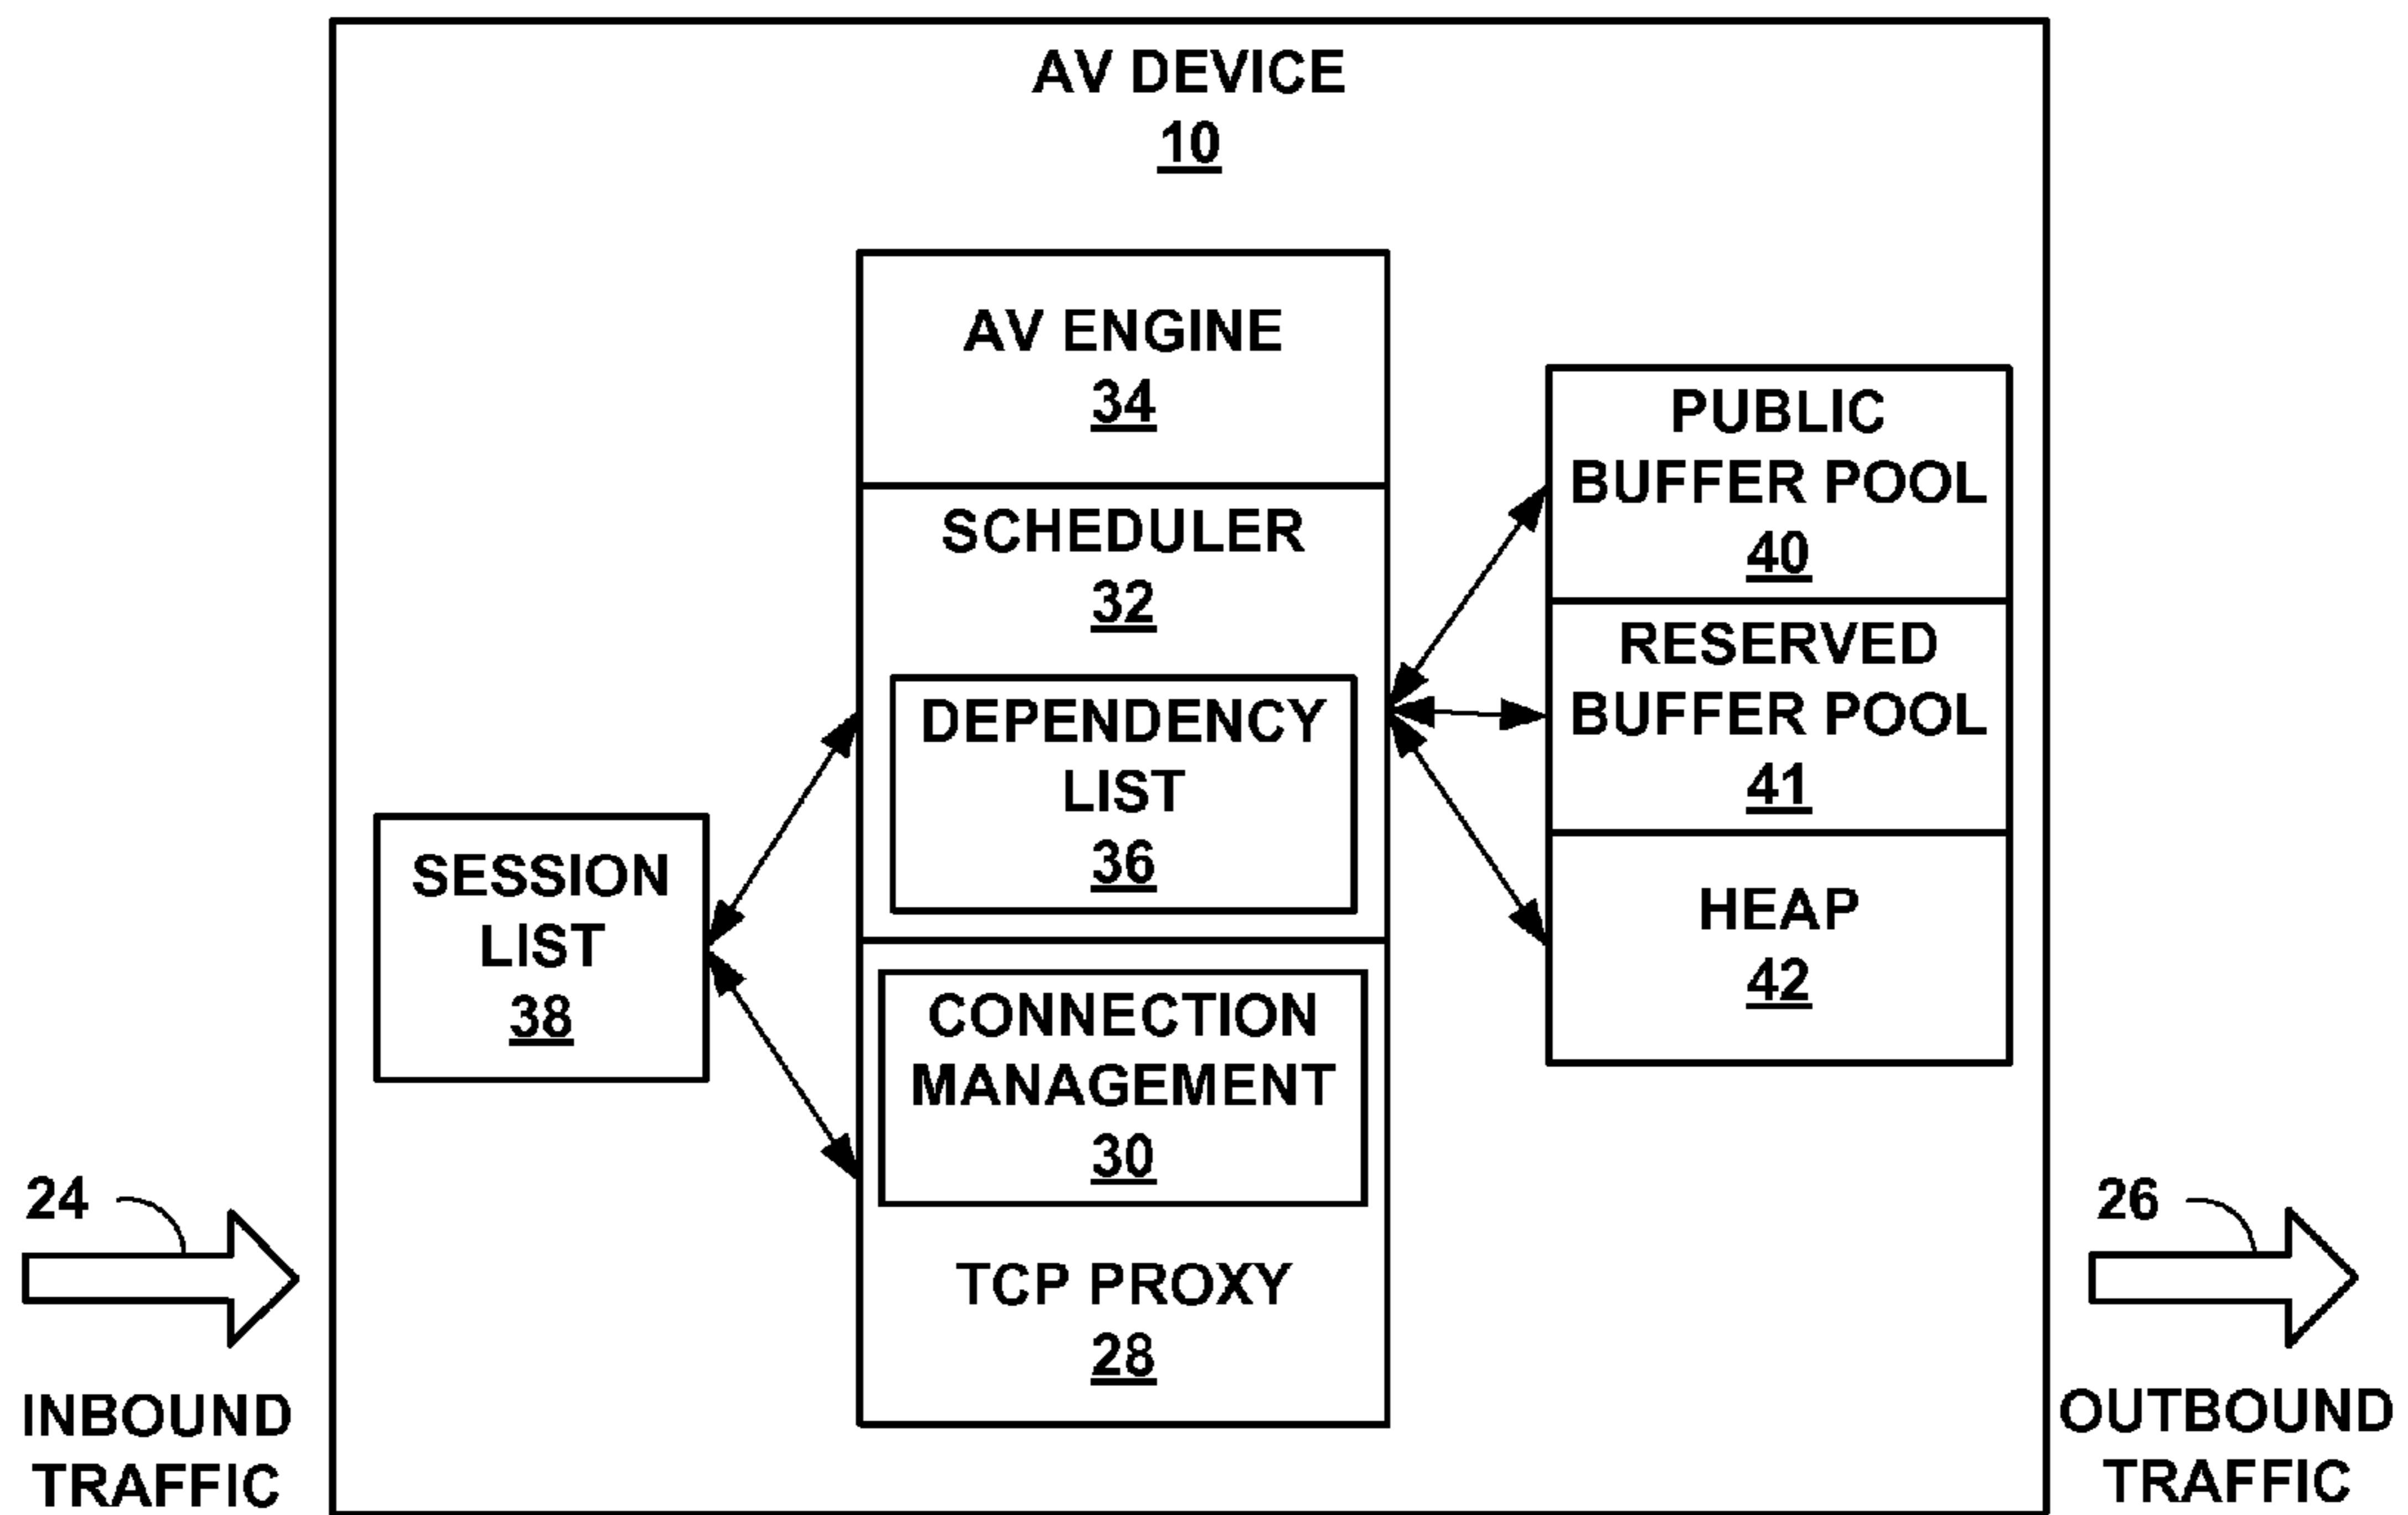 AV DEVICE
10
AV ENGINE
34
SCHEDULER
32
DEPENDENCY
LIST
36
CONNECTION
MANAGEMENT
30
TCP PROXY
28
SESSION
LIST
38
PUBLIC
BUFFER POOL
40
RESERVED
BUFFER POOL
41
HEAP
42
24
INBOUND
TRAFFIC
26
OUTBOUND
TRAFFIC